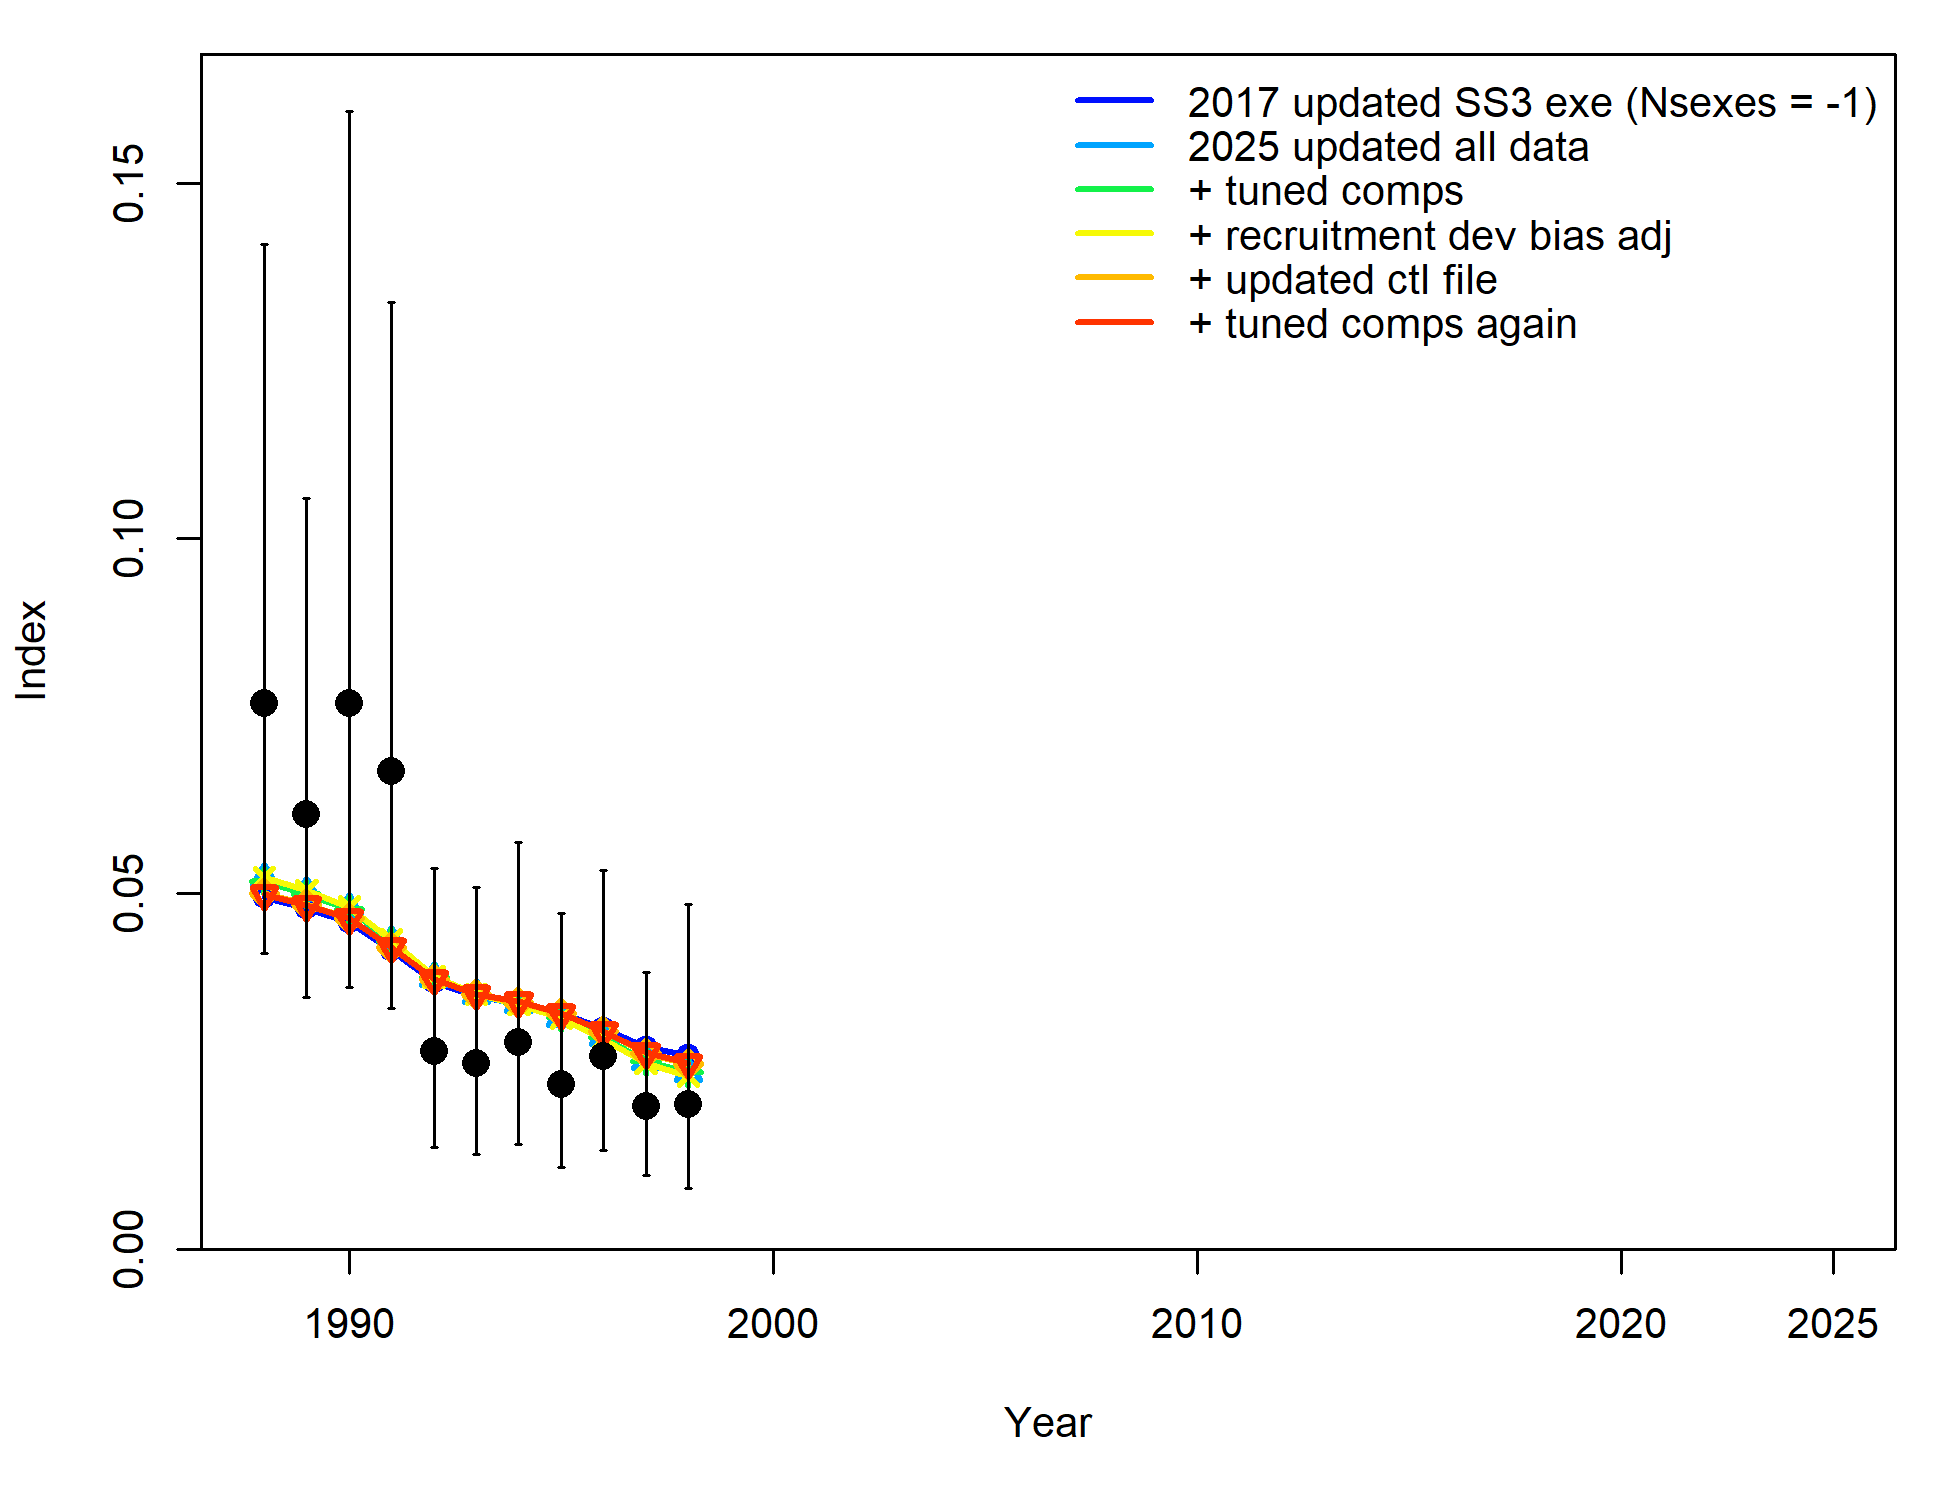 2017 updated SS3 exe (Nsexes = -1)
2025 updated all data
+ tuned comps
+ recruitment dev bias adj
+ updated ctl file
+ tuned comps again
0.15
0.10
0.05
0.00
Index
1990
2000
2010
2020
2025
Year